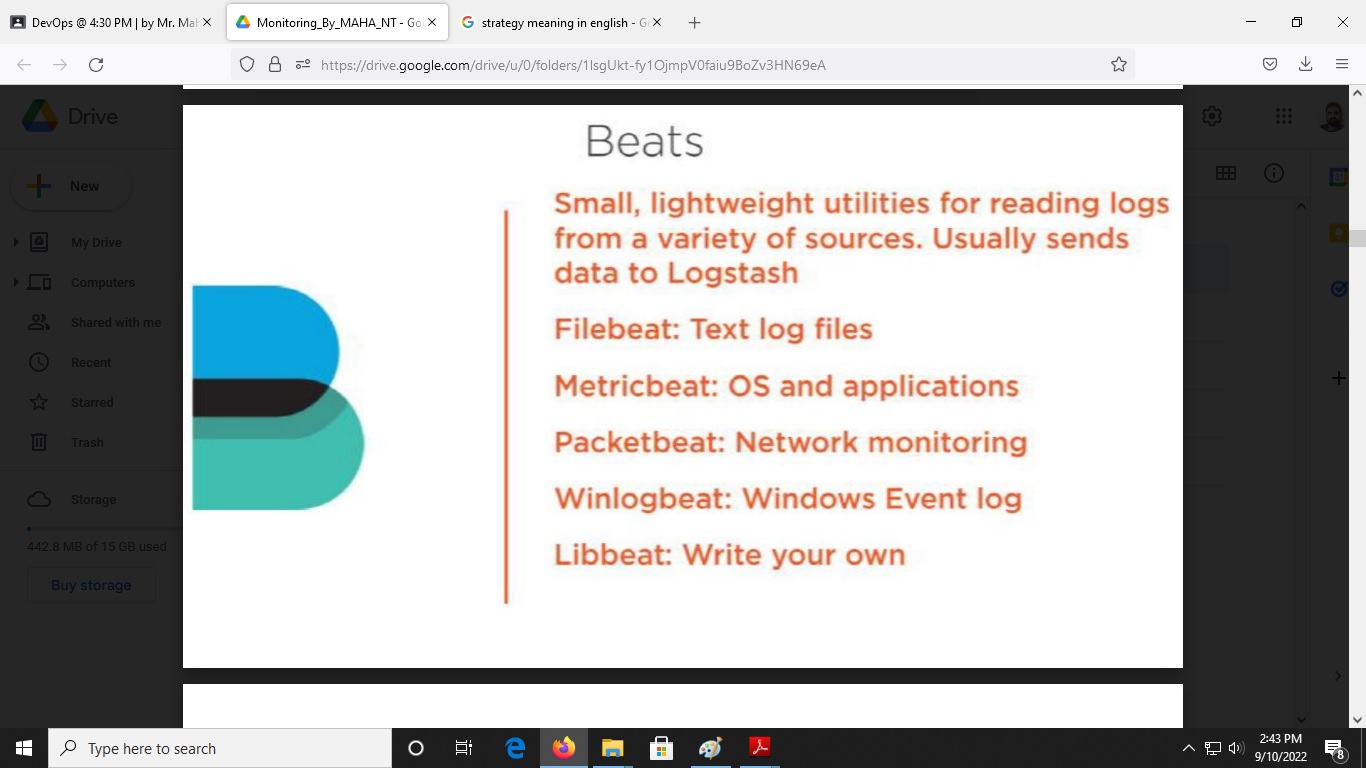 DevOps @ 4:30 PM | by Mr. Mah
Monitoring_By_MAHA_NT - Goo
strategy meaning in english - Go
https://drive.google.com/drive/u/0/folders/1lsgUkt-fy1OjmpV0faiu9BoZv3HN69eA
Drive
New
My Drive
Computers
Shared with me
Recent
Starred
Trash
Storage
442.8 MB of 15 GB used
Buy storage
Beats
Small, lightweight utilities for reading logs
from a variety of sources. Usually sends
data to Logstash
Filebeat: Text log files
Metricbeat: OS and applications
Packetbeat: Network monitoring
Winlogbeat: Windows Event log
Libbeat: Write your own
Type here to search
2:43 PM
9/10/2022
8